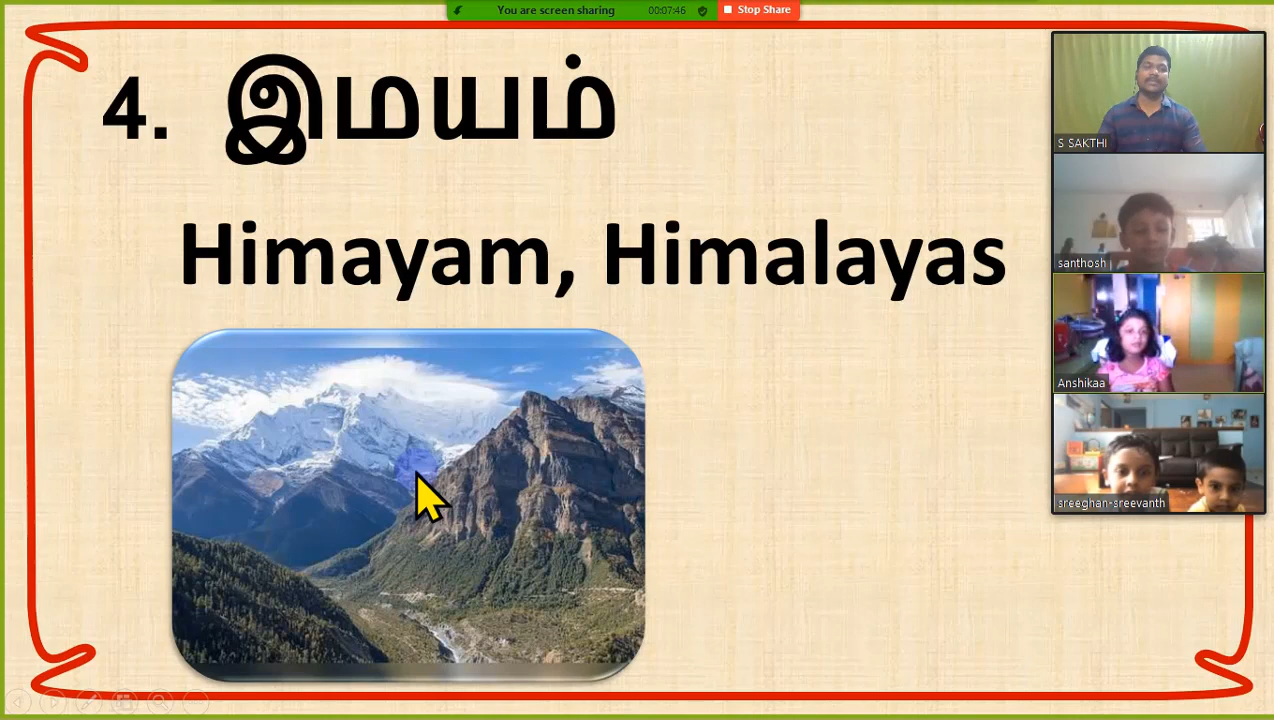 You are screen sharing 00:07:46 Stop Share
4. இமயம்
Himayam, Himalayas
S SAKTHI
santhosh j
Anshikaa
sreeghan-sreevanth